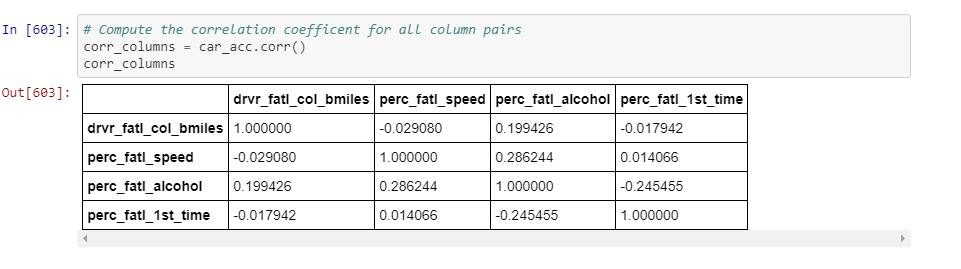 In [603]: # Compute the correlation coefficent for all column pairs
corr_columns = car_acc.corr()
corr_columns
Out[603]:
drvr_fatl_col_bmiles perc_fatl_speed perc_fatl_alcohol perc_fatl_1st_time
drvr_fatl_col_bmiles 1.000000 -0.029080 0.199426 -0.017942
perc_fatl_speed -0.029080 1.000000 0.286244 0.014066
perc_fatl_alcohol 0.199426 0.286244 1.000000 -0.245455
perc_fatl_1st_time -0.017942 0.014066 -0.245455 1.000000